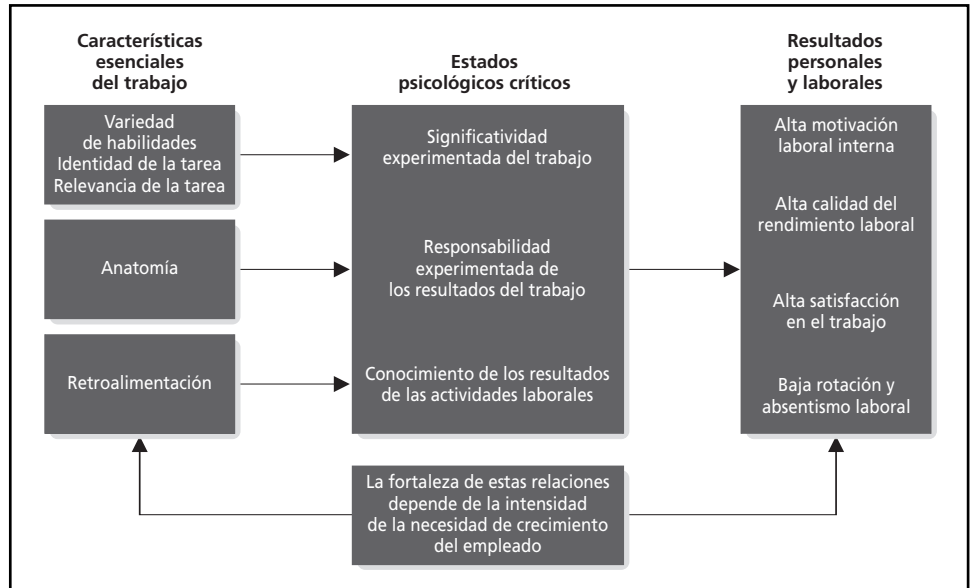 Características
esenciales
del trabajo
Variedad
de habilidades
Identidad de la tarea
Relevancia de la tarea
Anatomía
Retroalimentación
Estados
psicológicos críticos
Significatividad
experimentada del trabajo
Responsabilidad
experimentada de
los resultados del trabajo
Conocimiento de los resultados
de las actividades laborales
Resultados
personales
y laborales
Alta motivación
laboral interna
Alta calidad del
rendimiento laboral
Alta satisfacción
en el trabajo
Baja rotación y
absentismo laboral
La fortaleza de estas relaciones
depende de la intensidad
de la necesidad de crecimiento
del empleado